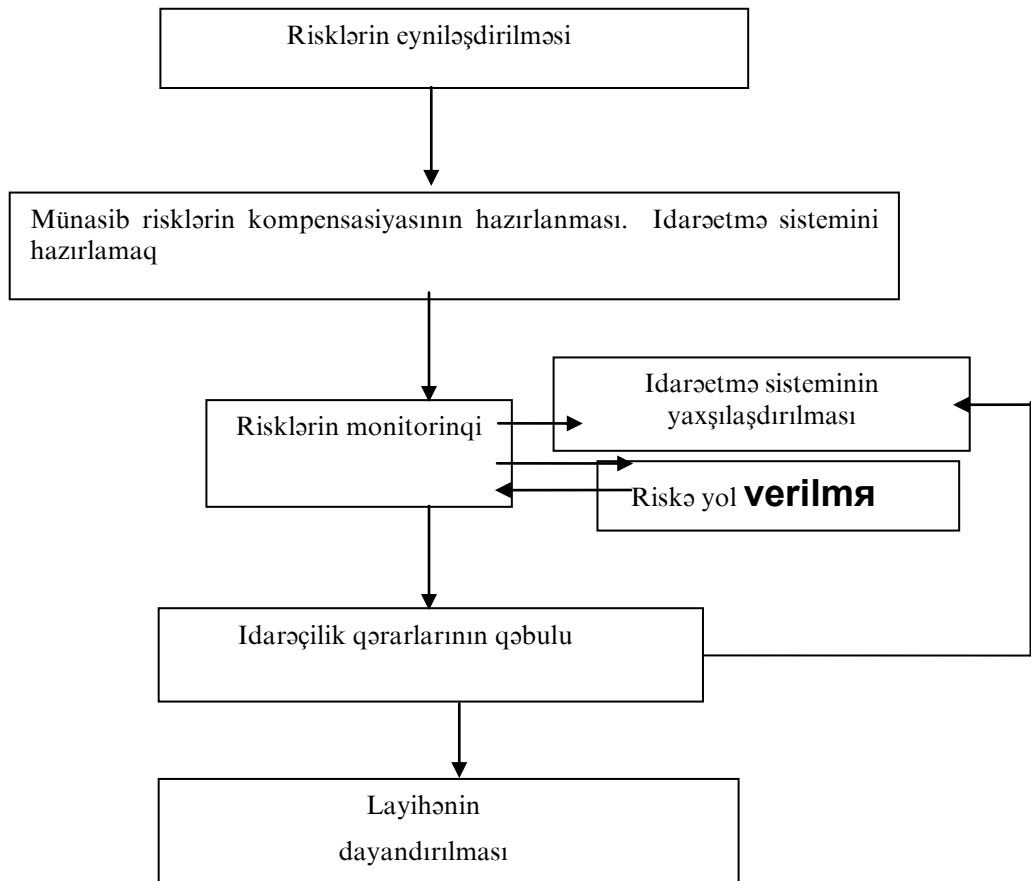 Risklərin eyniləşdirilməsi
Münasib risklərin kompensasiyasının hazırlanması. Idarəetmə sistemini
hazırlamaq
Idarəetmə sisteminin
yaxşılaşdırılması
Risklərin monitorinqi
Riskə yol verilmя
Idarəçilik qərarlarının qəbulu
Layihənin
dayandırılması